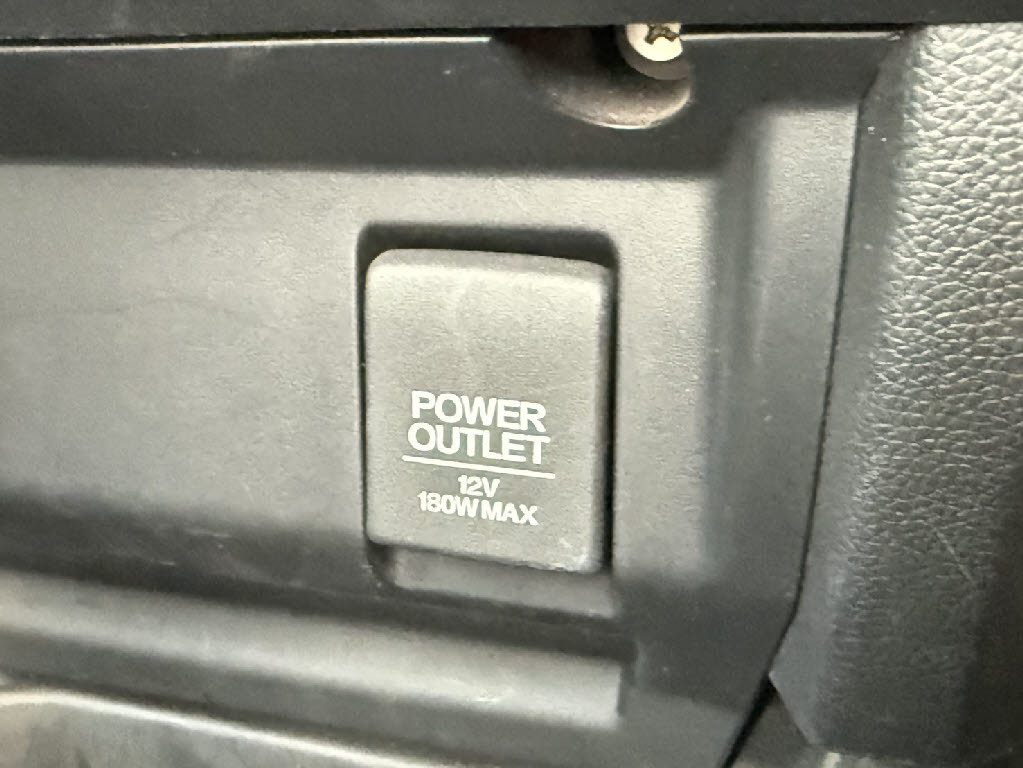 POWER
OUTLET
12V
180W MAX